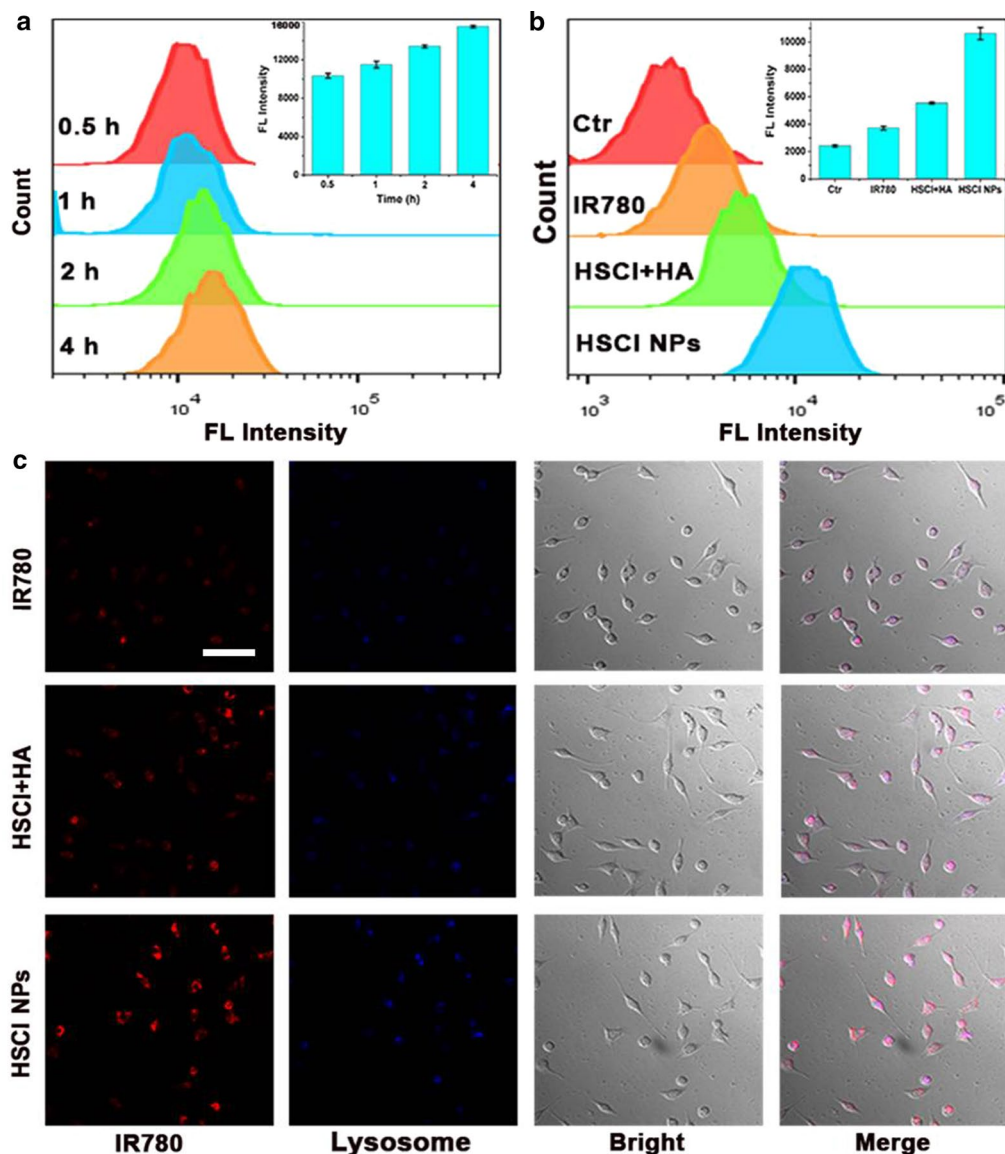 a
0.5 h
1 h
2 h
4 h
Count
10^4
10^5
FL Intensity
16000
12000
8000
4000
0
FL Intensity
0.5
1
2
4
Time (h)
b
Ctr
IR780
HSCI+HA
HSCI NPs
Count
10^3
10^4
10^5
FL Intensity
10000
8000
6000
4000
2000
0
FL Intensity
Ctr
IR780
HSCI+HA
HSCI NPs
c
IR780
HSCI+HA
HSCI NPs
IR780
Lysosome
Bright
Merge